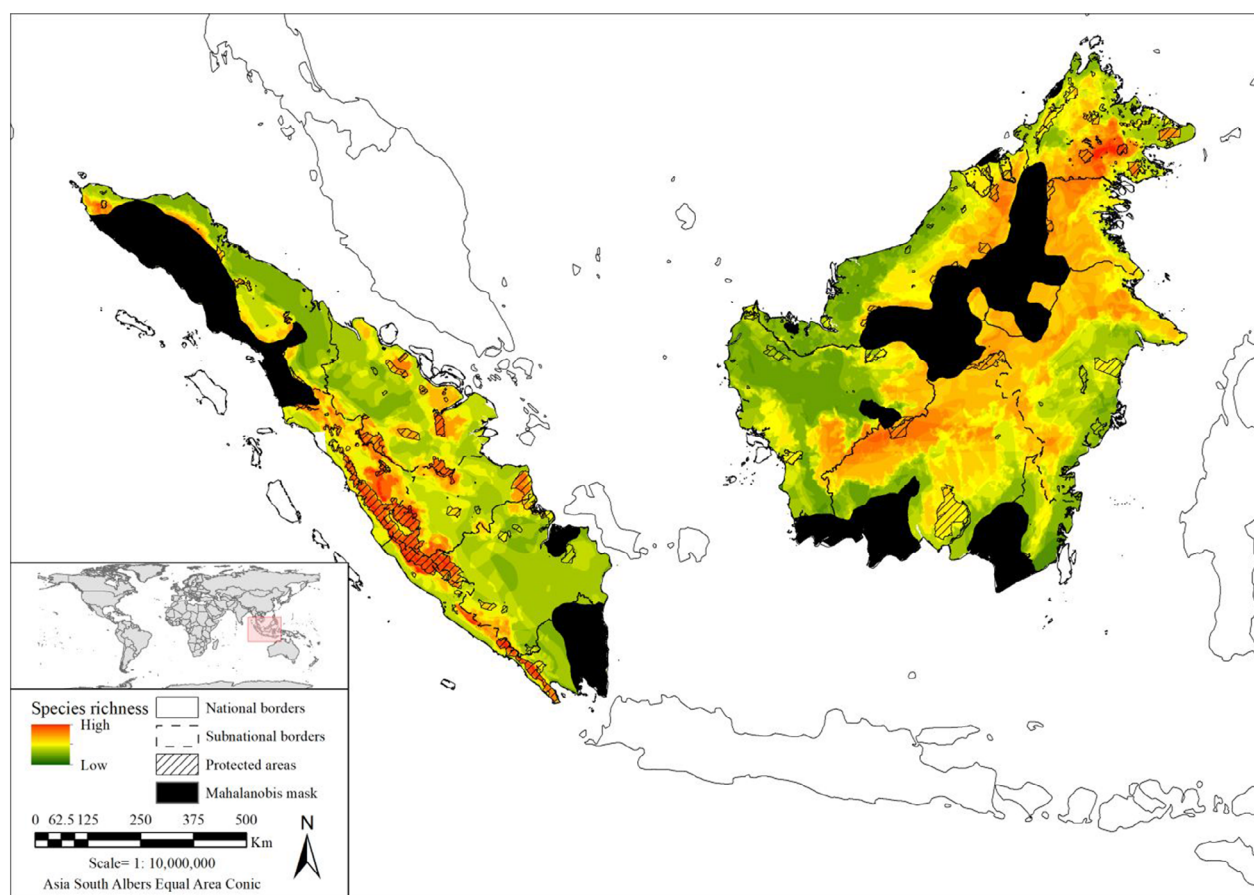 Species richness
High
Low
National borders
Subnational borders
Protected areas
Mahalanobis mask
0 62.5 125 250 375 500
Km
N
Scale= 1: 10,000,000
Asia South Albers Equal Area Conic